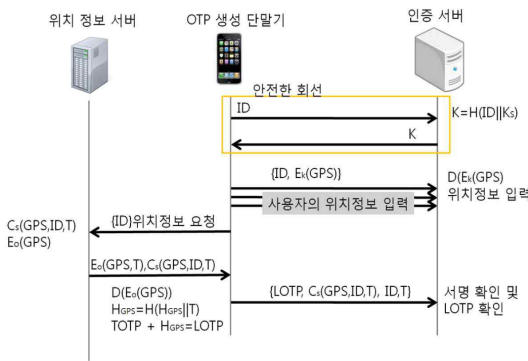 위치 정보 서버
OTP 생성 단말기
인증 서버
안전한 회선
ID
K=H(ID||Ks)
K
{ID, Ek(GPS)}
D(Ek(GPS)
위치정보 입력
사용자의 위치정보 입력
Cs(GPS,ID,T)
Eo(GPS)
{ID}위치정보 요청
Eo(GPS,T),Cs(GPS,ID,T)
D(Eo(GPS))
HGPS=H(HGPS||T)
TOTP + HGPS=LOTP
{LOTP, Cs(GPS,ID,T), ID,T}
서명 확인 및
LOTP 확인